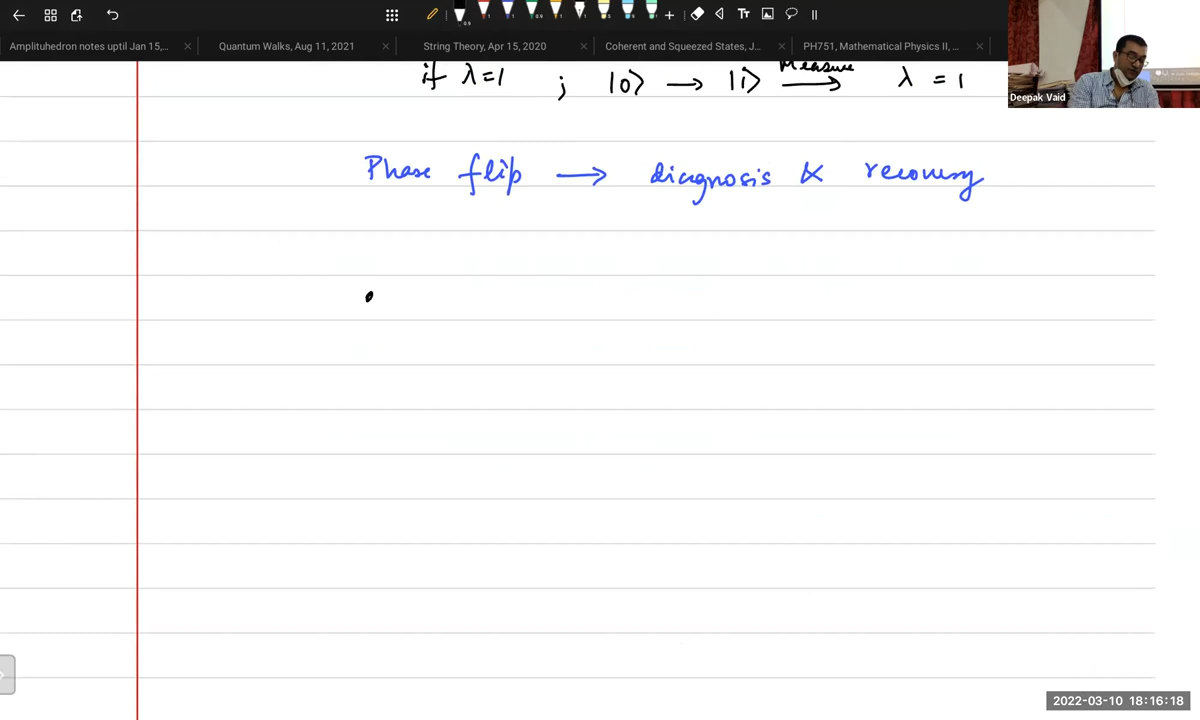 Amplituhedron notes uptil Jan 15,... × Quantum Walks, Aug 11, 2021 × String Theory, Apr 15, 2020 × Coherent and Squeezed States, J... × PH751, Mathematical Physics II, ... ×
if λ=1 ; |0⟩ → |1⟩ Measure → λ = 1
Deepak Vaid
Phase flip → diagnosis & recovery
2022-03-10 18:16:18